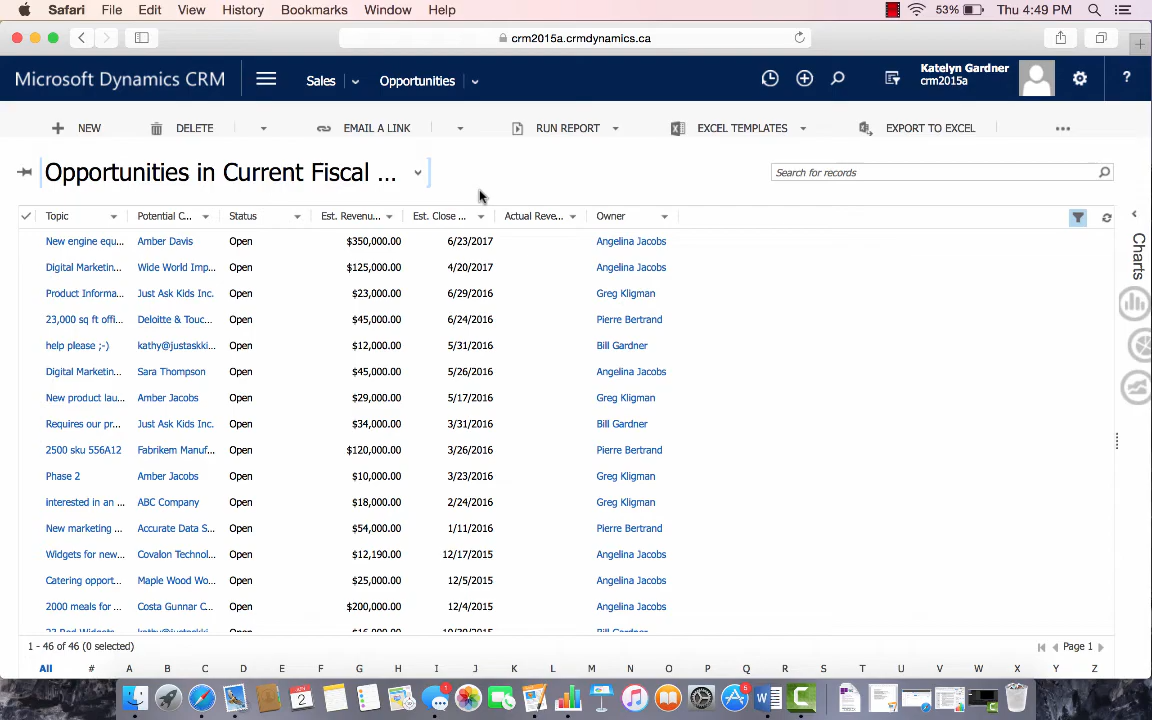 Safari File Edit View History Bookmarks Window Help 53% Thu 4:49 PM
crm2015a.crmdynamics.ca
Microsoft Dynamics CRM Sales Opportunities Katelyn Gardner
crm2015a
?
NEW DELETE EMAIL A LINK RUN REPORT EXCEL TEMPLATES EXPORT TO EXCEL
Opportunities in Current Fiscal ... Search for records
Topic Potential C... Status Est. Revenu... Est. Close ... Actual Reve... Owner
Charts
New engine equ... Amber Davis Open $350,000.00 6/23/2017 Angelina Jacobs
Digital Marketin... Wide World Imp... Open $125,000.00 4/20/2017 Angelina Jacobs
Product Informa... Just Ask Kids Inc. Open $23,000.00 6/29/2016 Greg Kligman
23,000 sq ft offi... Deloitte & Touc... Open $45,000.00 6/24/2016 Pierre Bertrand
help please ;-) kathy@justaskki... Open $12,000.00 5/31/2016 Bill Gardner
Digital Marketin... Sara Thompson Open $45,000.00 5/26/2016 Angelina Jacobs
New product lau... Amber Jacobs Open $29,000.00 5/17/2016 Greg Kligman
Requires our pr... Just Ask Kids Inc. Open $34,000.00 3/31/2016 Bill Gardner
2500 sku 556A12 Fabrikem Manuf... Open $120,000.00 3/26/2016 Pierre Bertrand
Phase 2 Amber Jacobs Open $10,000.00 3/23/2016 Greg Kligman
interested in an ... ABC Company Open $18,000.00 2/24/2016 Greg Kligman
New marketing ... Accurate Data S... Open $54,000.00 1/11/2016 Pierre Bertrand
Widgets for new... Covalon Technol... Open $12,190.00 12/17/2015 Angelina Jacobs
Catering opport... Maple Wood Wo... Open $25,000.00 12/5/2015 Angelina Jacobs
2000 meals for ... Costa Gunnar C... Open $200,000.00 12/4/2015 Angelina Jacobs
1 - 46 of 46 (0 selected) Page 1
All # A B C D E F G H I J K L M N O P Q R S T U V W X Y Z